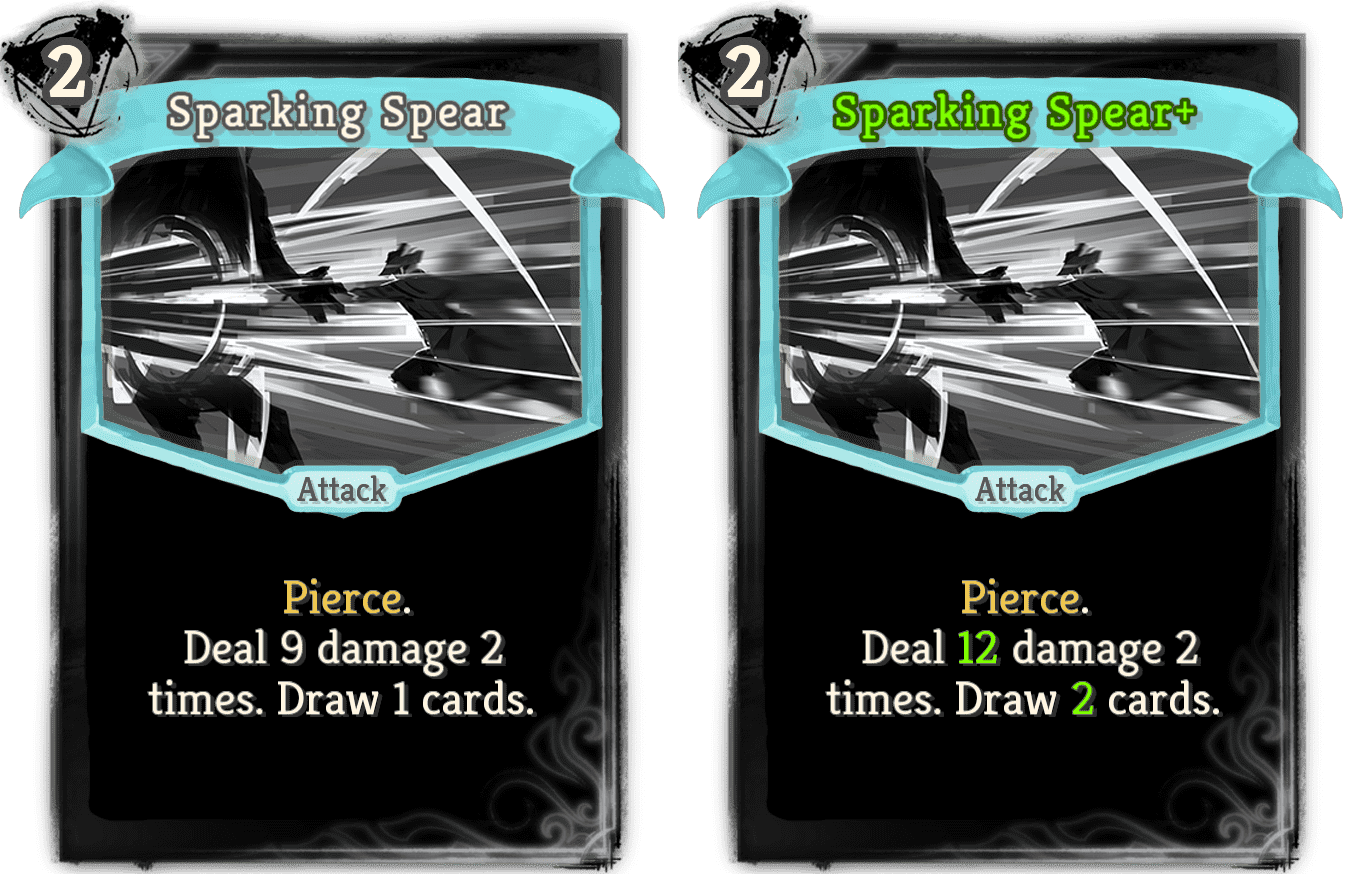 2
Sparking Spear
Attack
Pierce.
Deal 9 damage 2
times. Draw 1 cards.
2
Sparking Spear+
Attack
Pierce.
Deal 12 damage 2
times. Draw 2 cards.